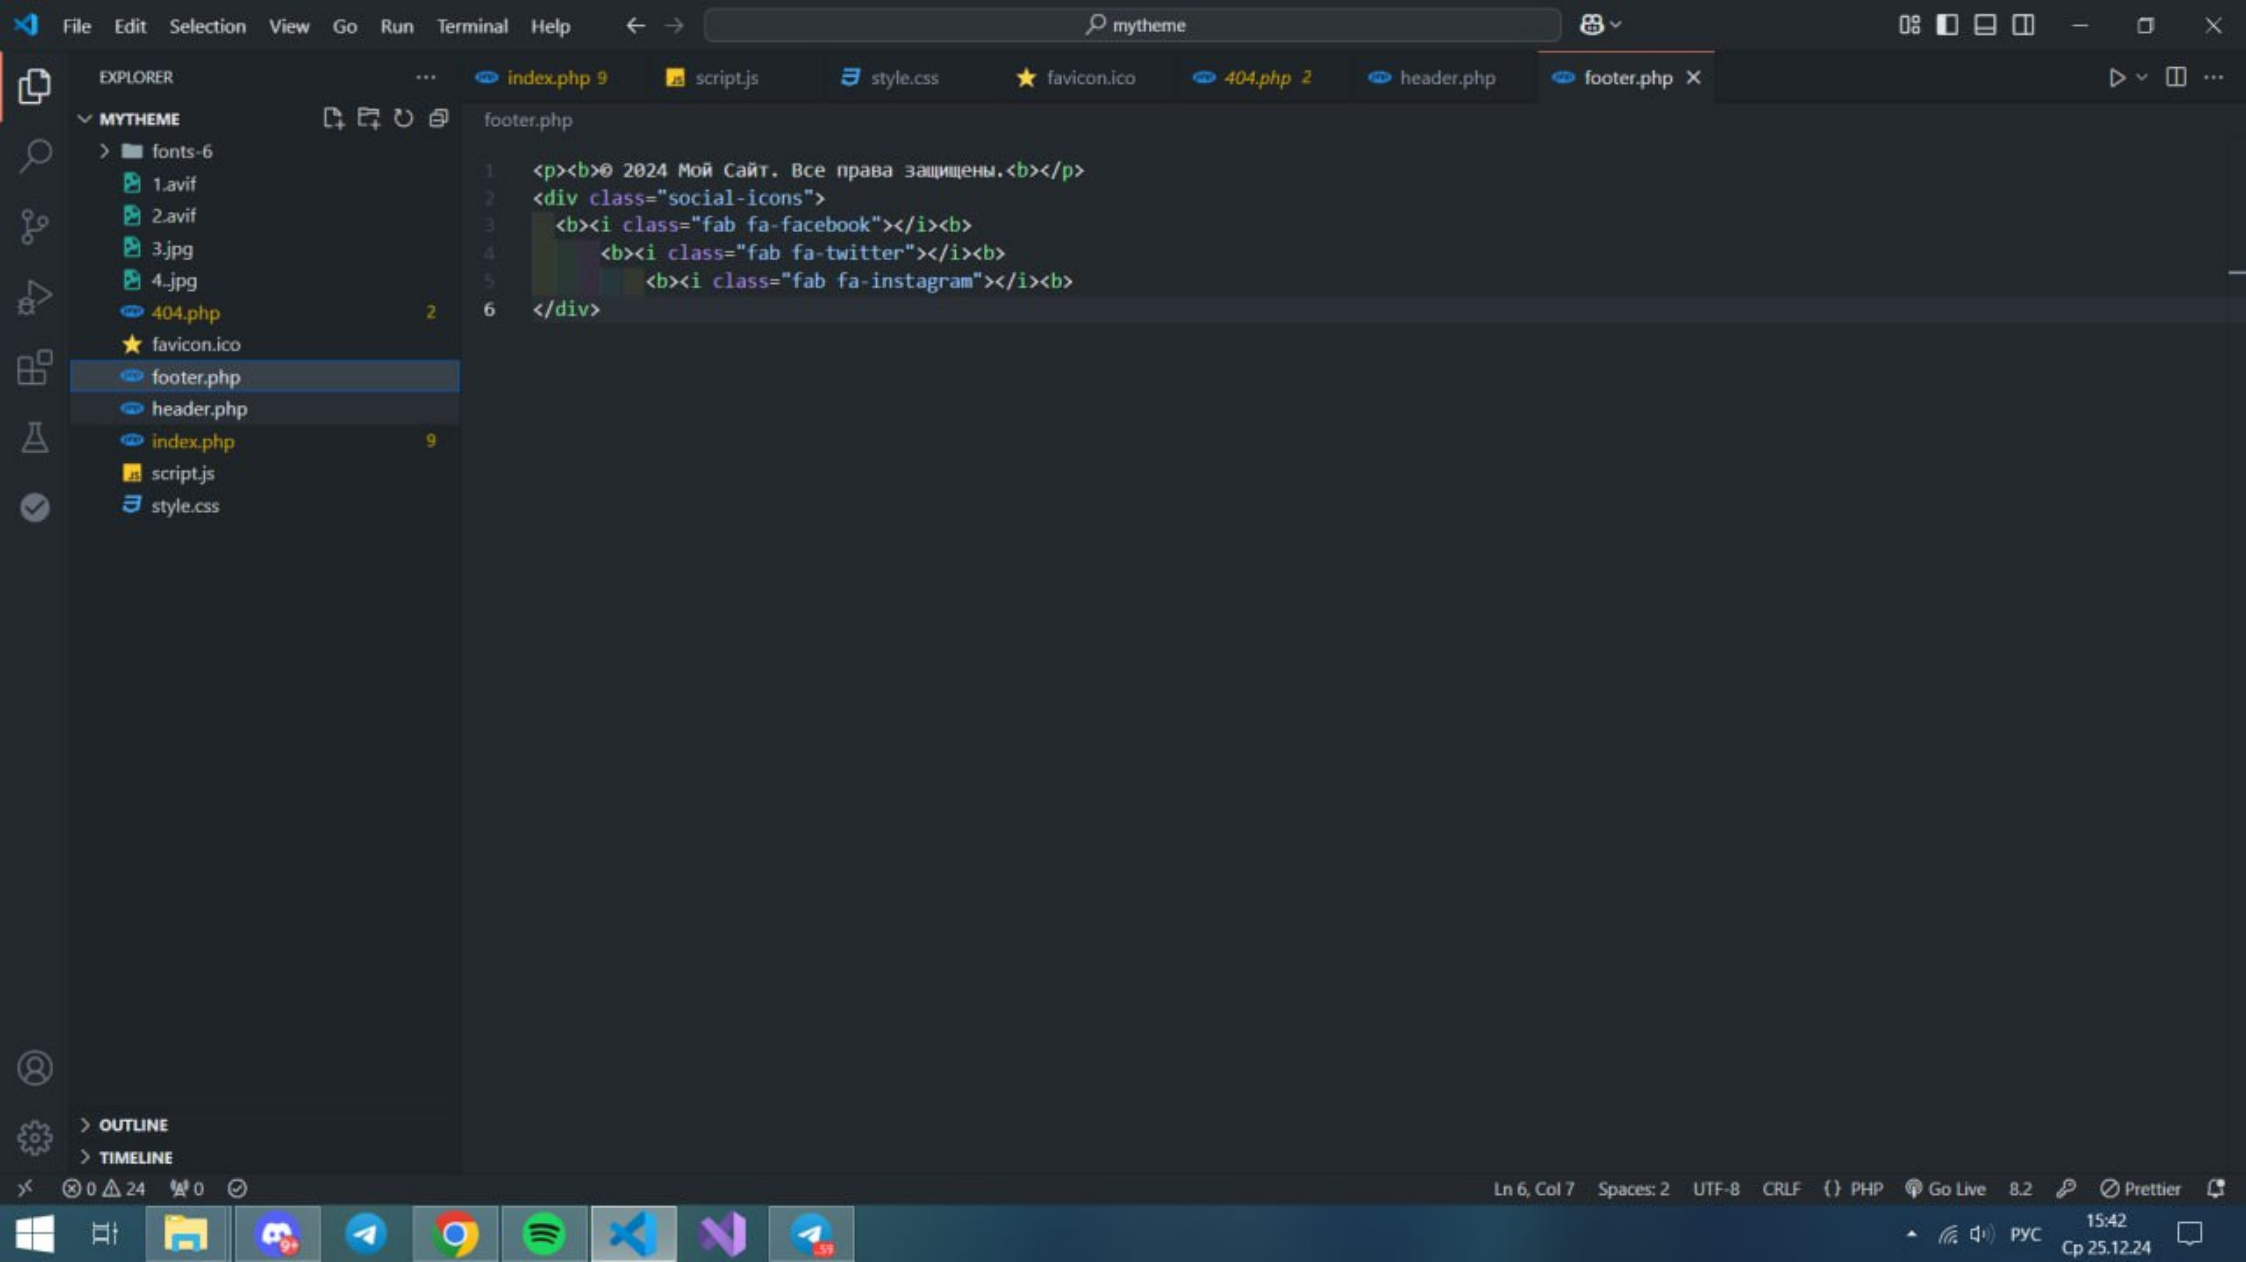 File Edit Selection View Go Run Terminal Help
mytheme
EXPLORER
index.php 9
script.js
style.css
favicon.ico
404.php 2
header.php
footer.php
MYTHEME
footer.php
fonts-6
1.avif
2.avif
3.jpg
4..jpg
404.php 2
favicon.ico
footer.php
header.php
index.php 9
script.js
style.css
1 <p><b>© 2024 Мой Сайт. Все права защищены.<b></p>
2 <div class="social-icons">
3 <b><i class="fab fa-facebook"></i><b>
4 <b><i class="fab fa-twitter"></i><b>
5 <b><i class="fab fa-instagram"></i><b>
6 </div>
OUTLINE
TIMELINE
0 24 0
Ln 6, Col 7 Spaces: 2 UTF-8 CRLF {} PHP Go Live 8.2 Prettier
9+
..59
РУС
15:42
Ср 25.12.24